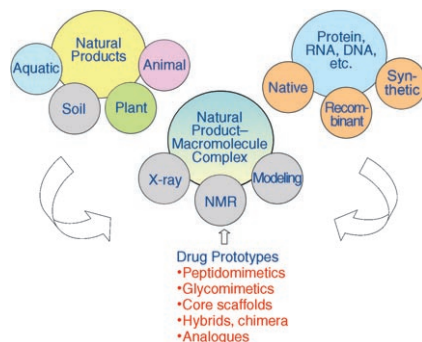 Natural
Products
Aquatic
Animal
Soil
Plant
Protein,
RNA, DNA,
etc.
Native
Recom-
binant
Syn-
thetic
Natural
Product–
Macromolecule
Complex
X-ray
NMR
Modeling
Drug Prototypes
•Peptidomimetics
•Glycomimetics
•Core scaffolds
•Hybrids, chimera
•Analogues